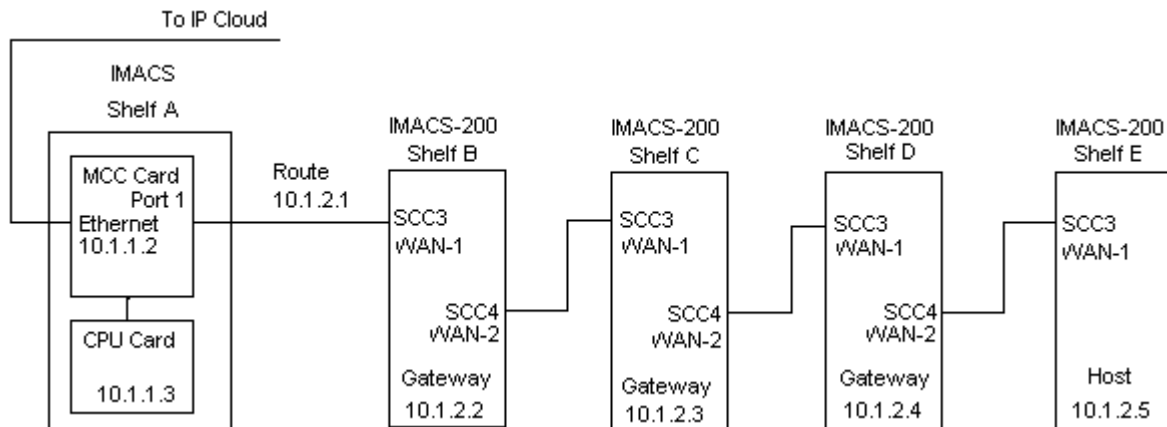 To IP Cloud
IMACS
Shelf A
MCC Card
Port 1
Ethernet
10.1.1.2
CPU Card
10.1.1.3
Route
10.1.2.1
IMACS-200
Shelf B
SCC3
WAN-1
SCC4
WAN-2
Gateway
10.1.2.2
IMACS-200
Shelf C
SCC3
WAN-1
SCC4
WAN-2
Gateway
10.1.2.3
IMACS-200
Shelf D
SCC3
WAN-1
SCC4
WAN-2
Gateway
10.1.2.4
IMACS-200
Shelf E
SCC3
WAN-1
Host
10.1.2.5